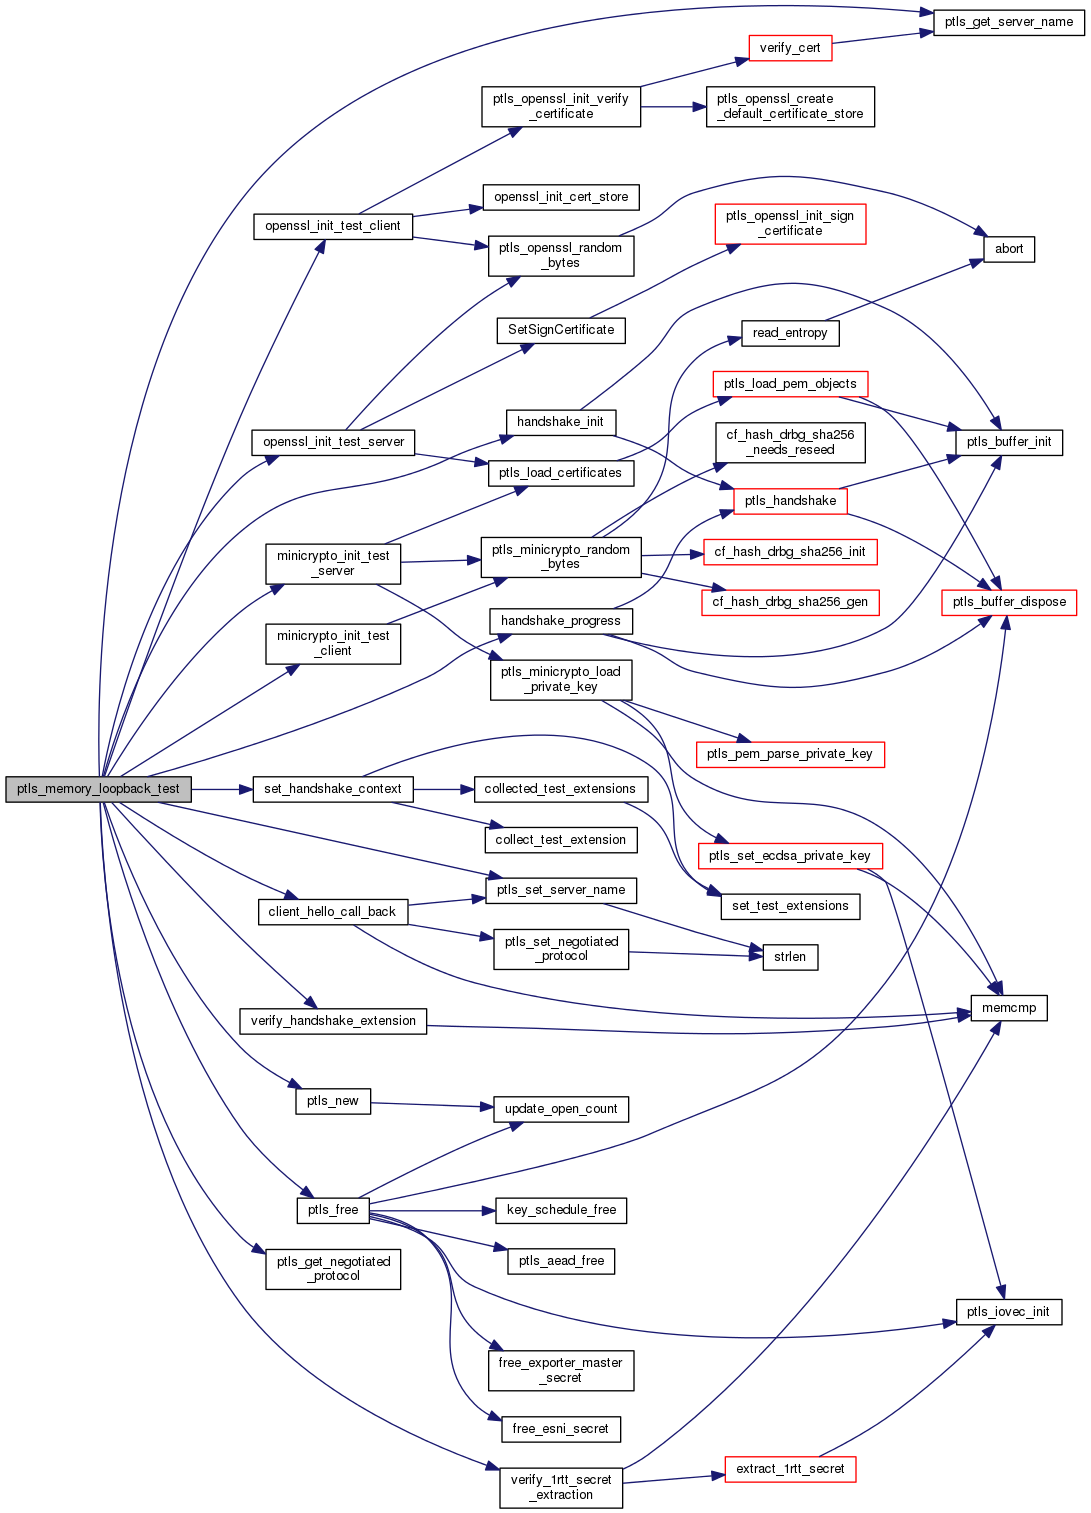 ptls_get_server_name
verify_cert
ptls_openssl_init_verify
_certificate
ptls_openssl_create
_default_certificate_store
openssl_init_cert_store
openssl_init_test_client
ptls_openssl_random
_bytes
ptls_openssl_init_sign
_certificate
abort
SetSignCertificate
read_entropy
ptls_load_pem_objects
handshake_init
openssl_init_test_server
cf_hash_drbg_sha256
_needs_reseed
ptls_buffer_init
ptls_load_certificates
ptls_handshake
minicrypto_init_test
_server
ptls_minicrypto_random
_bytes
cf_hash_drbg_sha256_init
cf_hash_drbg_sha256_gen
ptls_buffer_dispose
handshake_progress
minicrypto_init_test
_client
ptls_minicrypto_load
_private_key
ptls_pem_parse_private_key
ptls_memory_loopback_test
set_handshake_context
collected_test_extensions
collect_test_extension
ptls_set_ecdsa_private_key
ptls_set_server_name
set_test_extensions
client_hello_call_back
ptls_set_negotiated
_protocol
strlen
verify_handshake_extension
memcmp
ptls_new
update_open_count
ptls_free
key_schedule_free
ptls_get_negotiated
_protocol
ptls_aead_free
ptls_iovec_init
free_exporter_master
_secret
free_esni_secret
verify_1rtt_secret
_extraction
extract_1rtt_secret